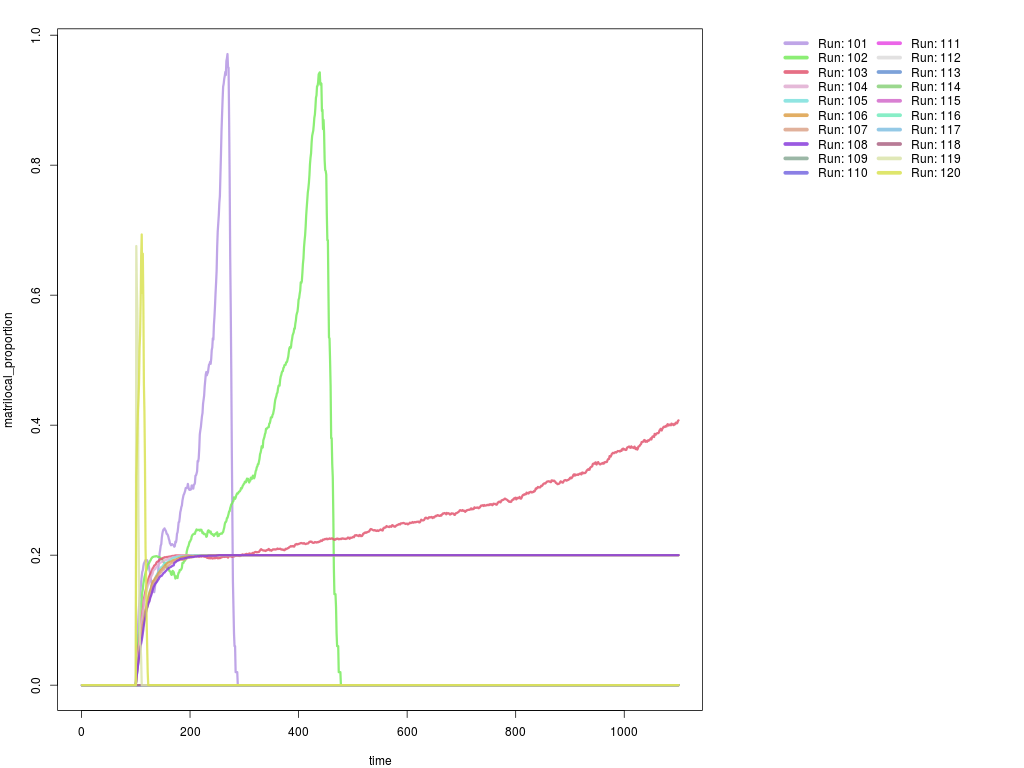 1.0
0.8
0.6
0.4
0.2
0.0
matrilocal_proportion
0
200
400
600
800
1000
time
Run: 101
Run: 102
Run: 103
Run: 104
Run: 105
Run: 106
Run: 107
Run: 108
Run: 109
Run: 110
Run: 111
Run: 112
Run: 113
Run: 114
Run: 115
Run: 116
Run: 117
Run: 118
Run: 119
Run: 120